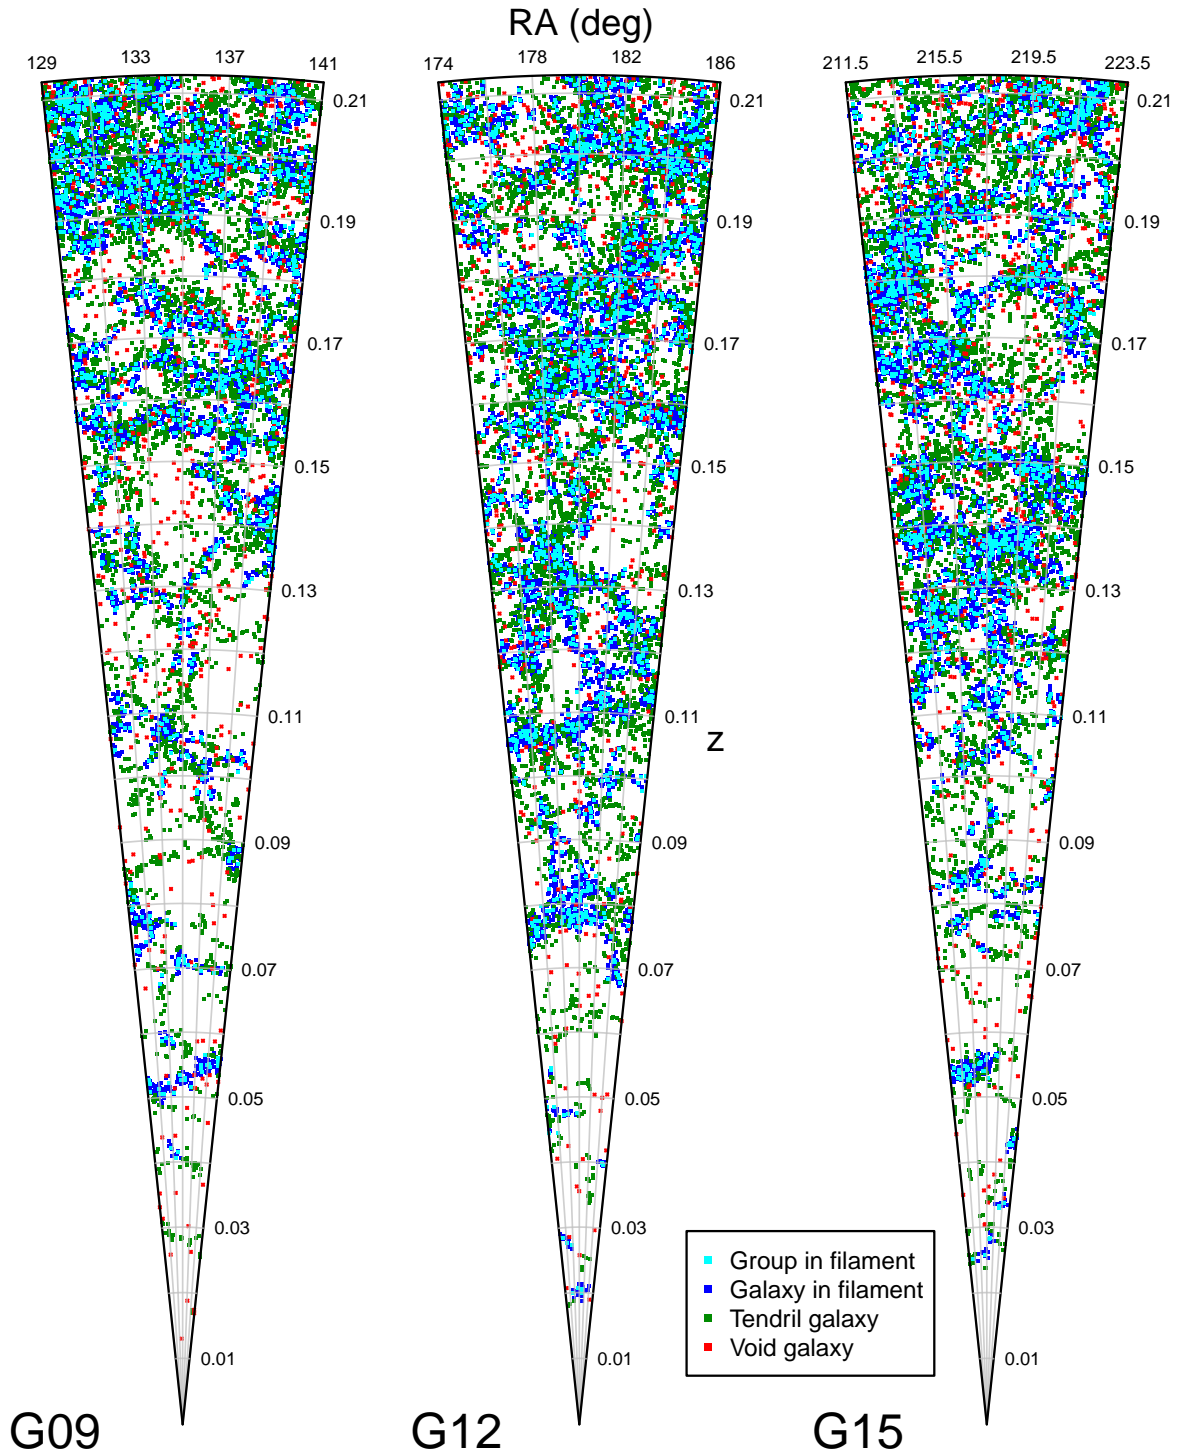 RA (deg)
129 133 137 141
174 178 182 186
211.5 215.5 219.5 223.5
0.21 0.21 0.21
0.19 0.19 0.19
0.17 0.17 0.17
0.15 0.15 0.15
0.13 0.13 0.13
0.11 0.11 0.11
z
0.09 0.09 0.09
0.07 0.07 0.07
0.05 0.05 0.05
0.03 0.03 0.03
Group in filament
Galaxy in filament
Tendril galaxy
Void galaxy
0.01 0.01 0.01
G09 G12 G15